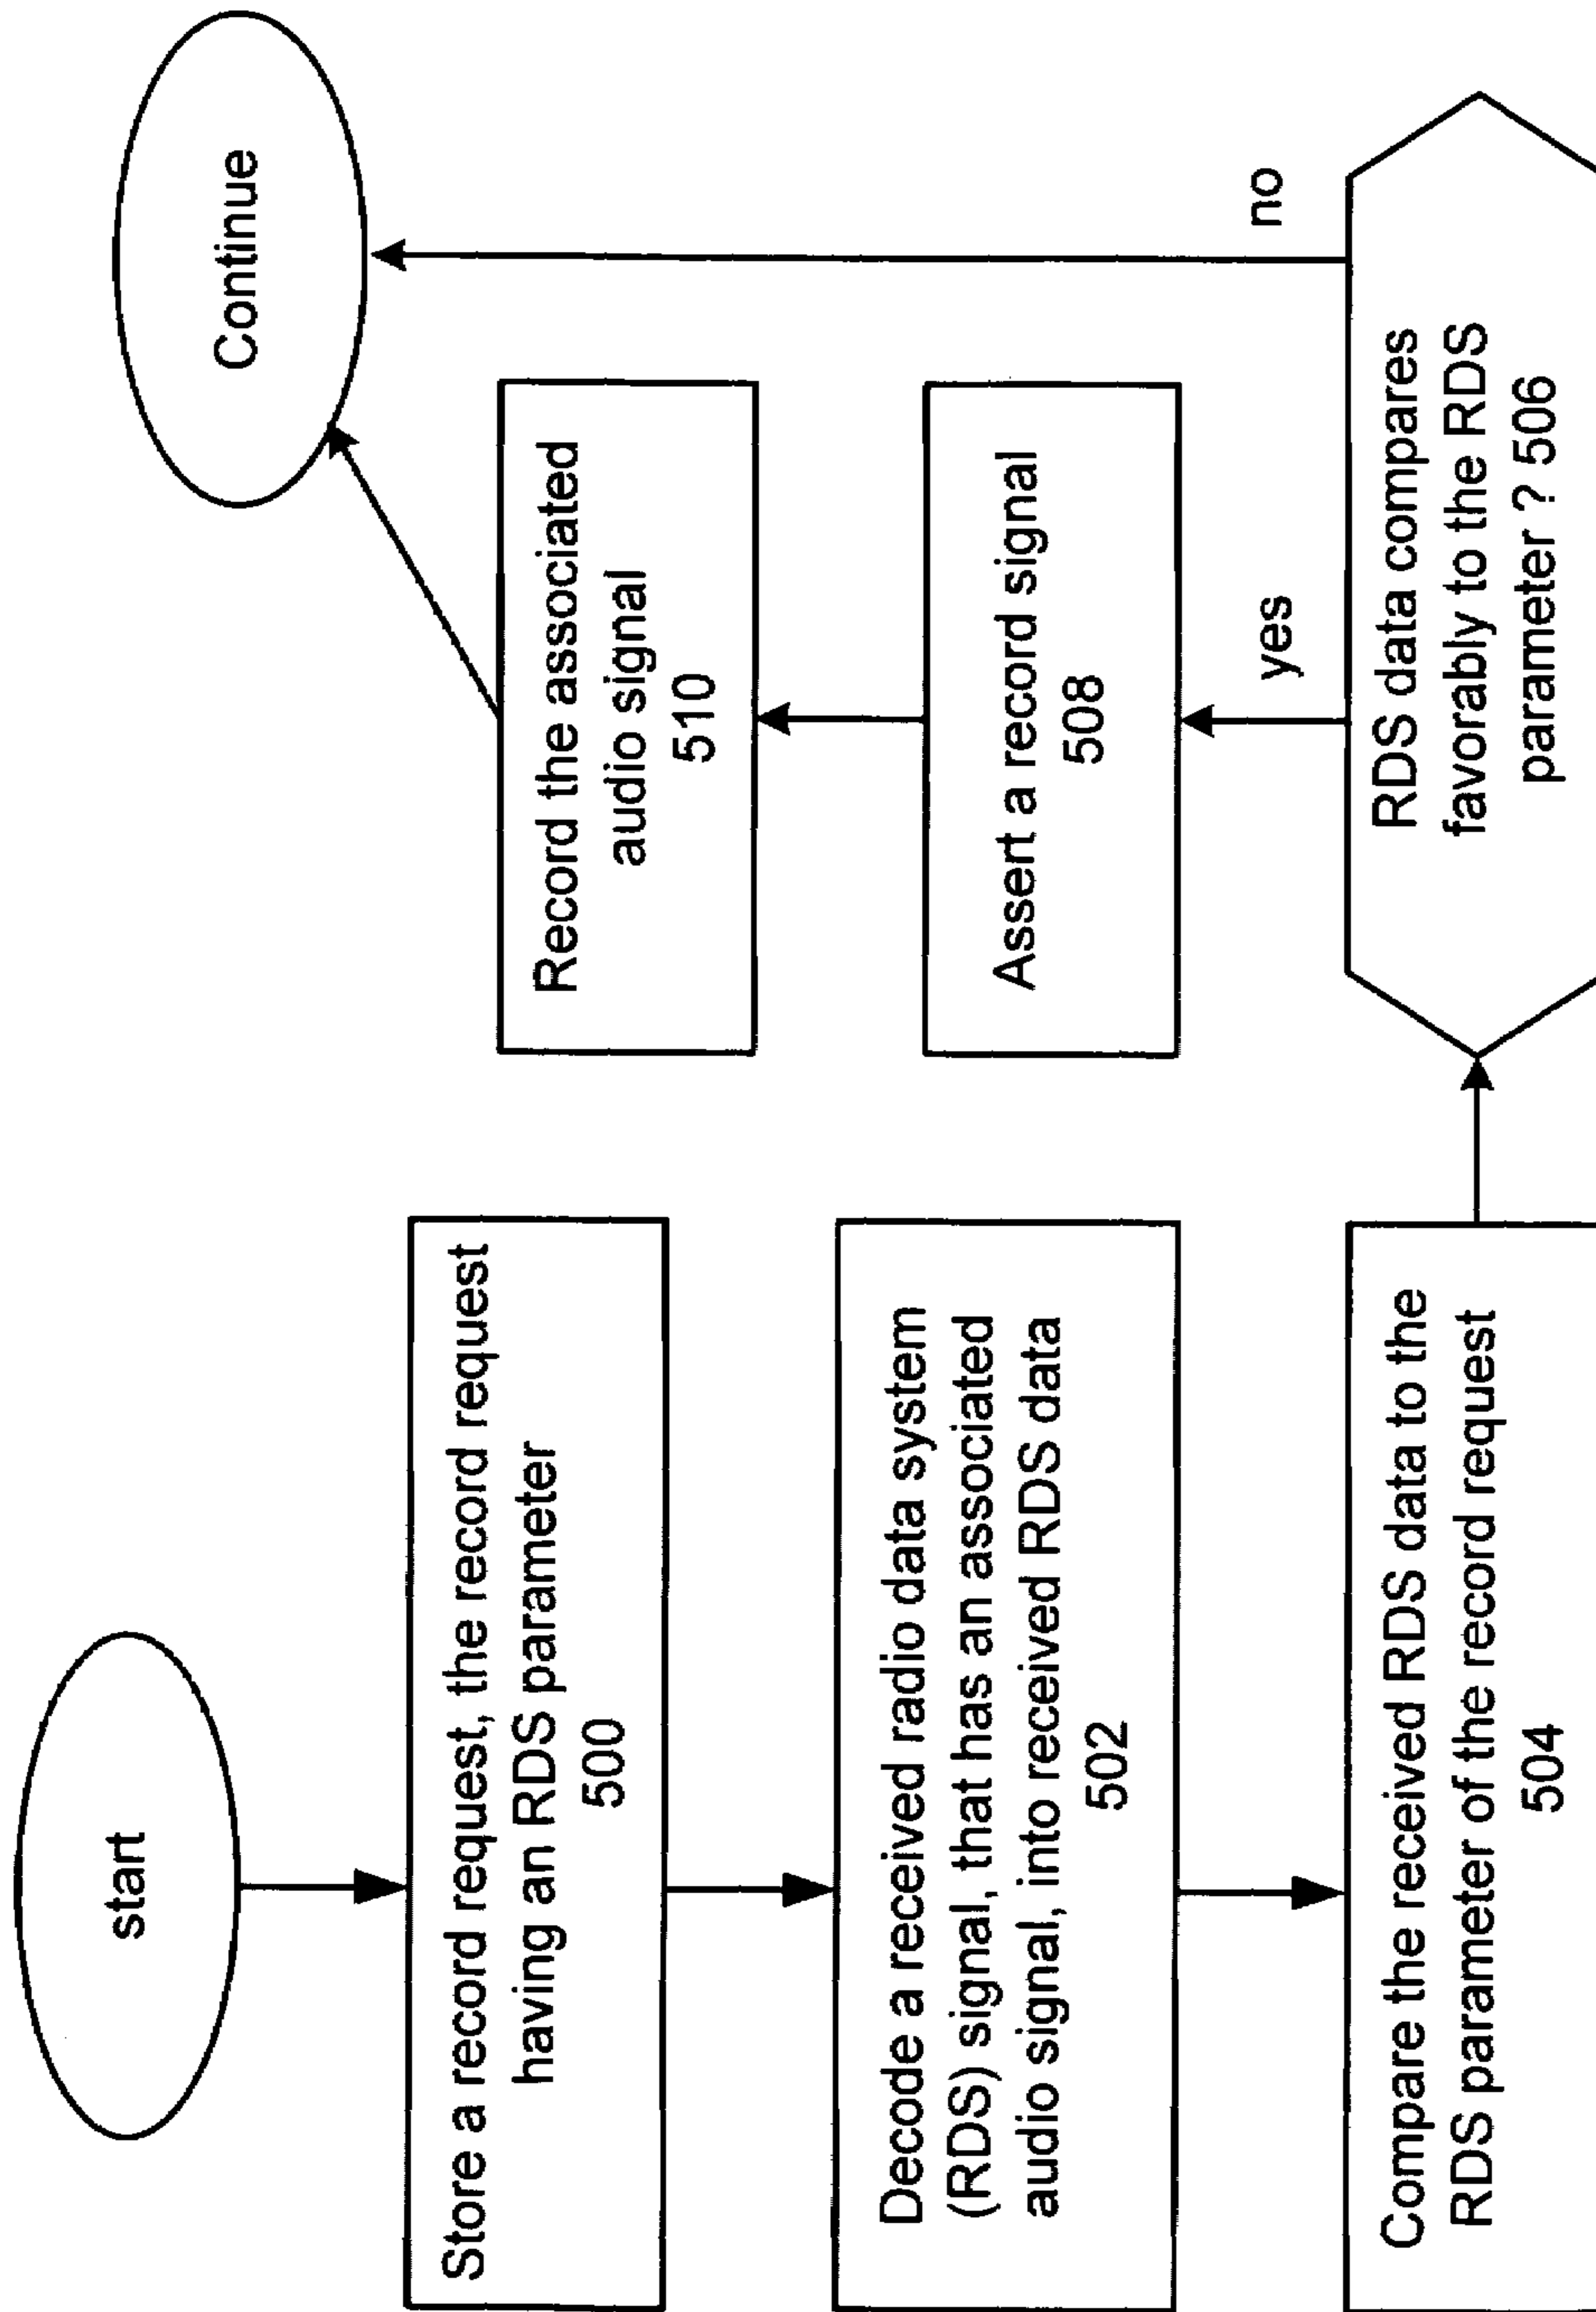 start
Store a record request, the record request
having an RDS parameter
500
Decode a received radio data system
(RDS) signal, that has an associated
audio signal, into received RDS data
502
Compare the received RDS data to the
RDS parameter of the record request
504
RDS data compares
favorably to the RDS
parameter ? 506
yes
no
Assert a record signal
508
Record the associated
audio signal
510
Continue